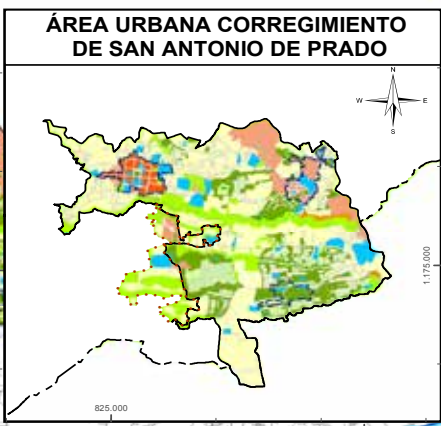 ÁREA URBANA CORREGIMIENTO
DE SAN ANTONIO DE PRADO
N
W
E
S
1.175.000
825.000